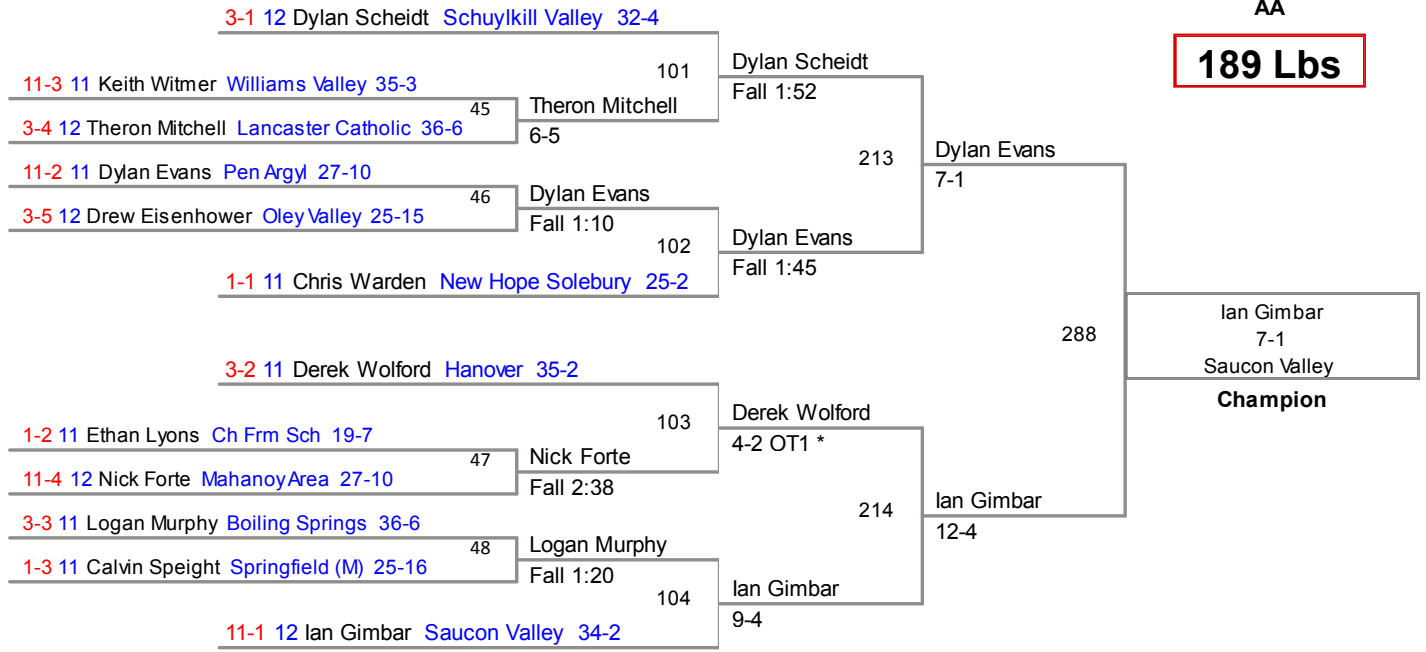 AA
189 Lbs
3-1 12 Dylan Scheidt Schuylkill Valley 32-4
101
Dylan Scheidt
Fall 1:52
11-3 11 Keith Witmer Williams Valley 35-3
45
Theron Mitchell
6-5
3-4 12 Theron Mitchell Lancaster Catholic 36-6
213
Dylan Evans
7-1
11-2 11 Dylan Evans Pen Argyl 27-10
46
Dylan Evans
Fall 1:10
3-5 12 Drew Eisenhower Oley Valley 25-15
102
Dylan Evans
Fall 1:45
1-1 11 Chris Warden New Hope Solebury 25-2
288
Ian Gimbar
7-1
Saucon Valley
Champion
3-2 11 Derek Wolford Hanover 35-2
103
Derek Wolford
4-2 OT1 *
1-2 11 Ethan Lyons Ch Frm Sch 19-7
47
Nick Forte
Fall 2:38
11-4 12 Nick Forte Mahanoy Area 27-10
214
Ian Gimbar
12-4
3-3 11 Logan Murphy Boiling Springs 36-6
48
Logan Murphy
Fall 1:20
1-3 11 Calvin Speight Springfield (M) 25-16
104
Ian Gimbar
9-4
11-1 12 Ian Gimbar Saucon Valley 34-2